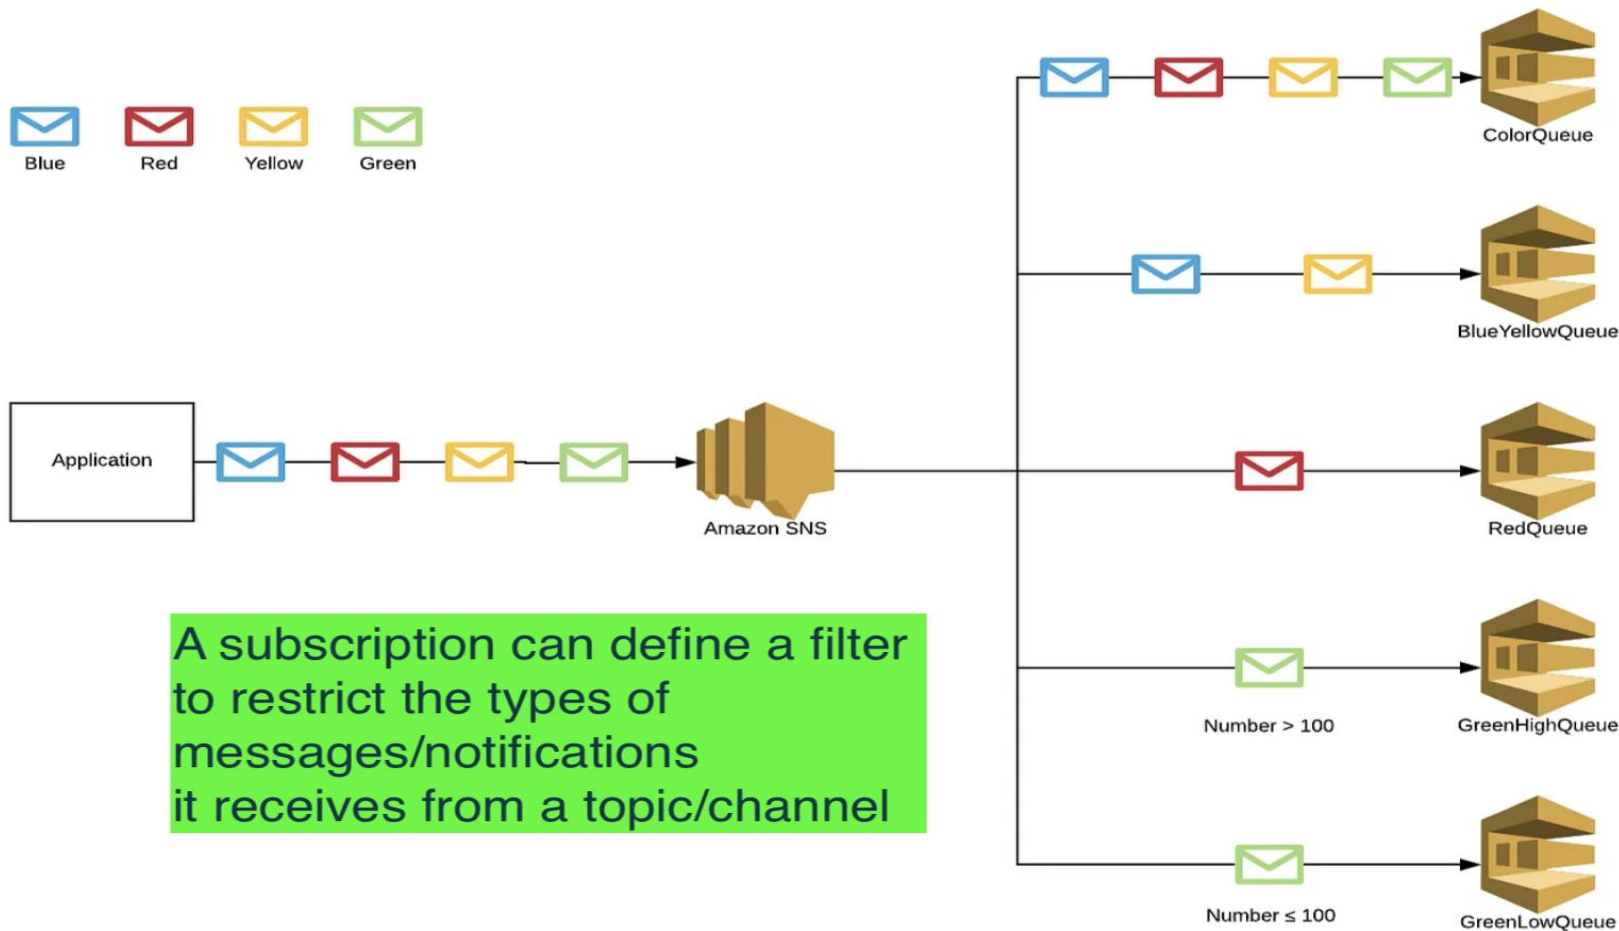 ColorQueue
Blue
Red
Yellow
Green
BlueYellowQueue
Application
Amazon SNS
RedQueue
A subscription can define a filter
to restrict the types of
messages/notifications
it receives from a topic/channel
Number > 100
GreenHighQueue
Number ≤ 100
GreenLowQueue